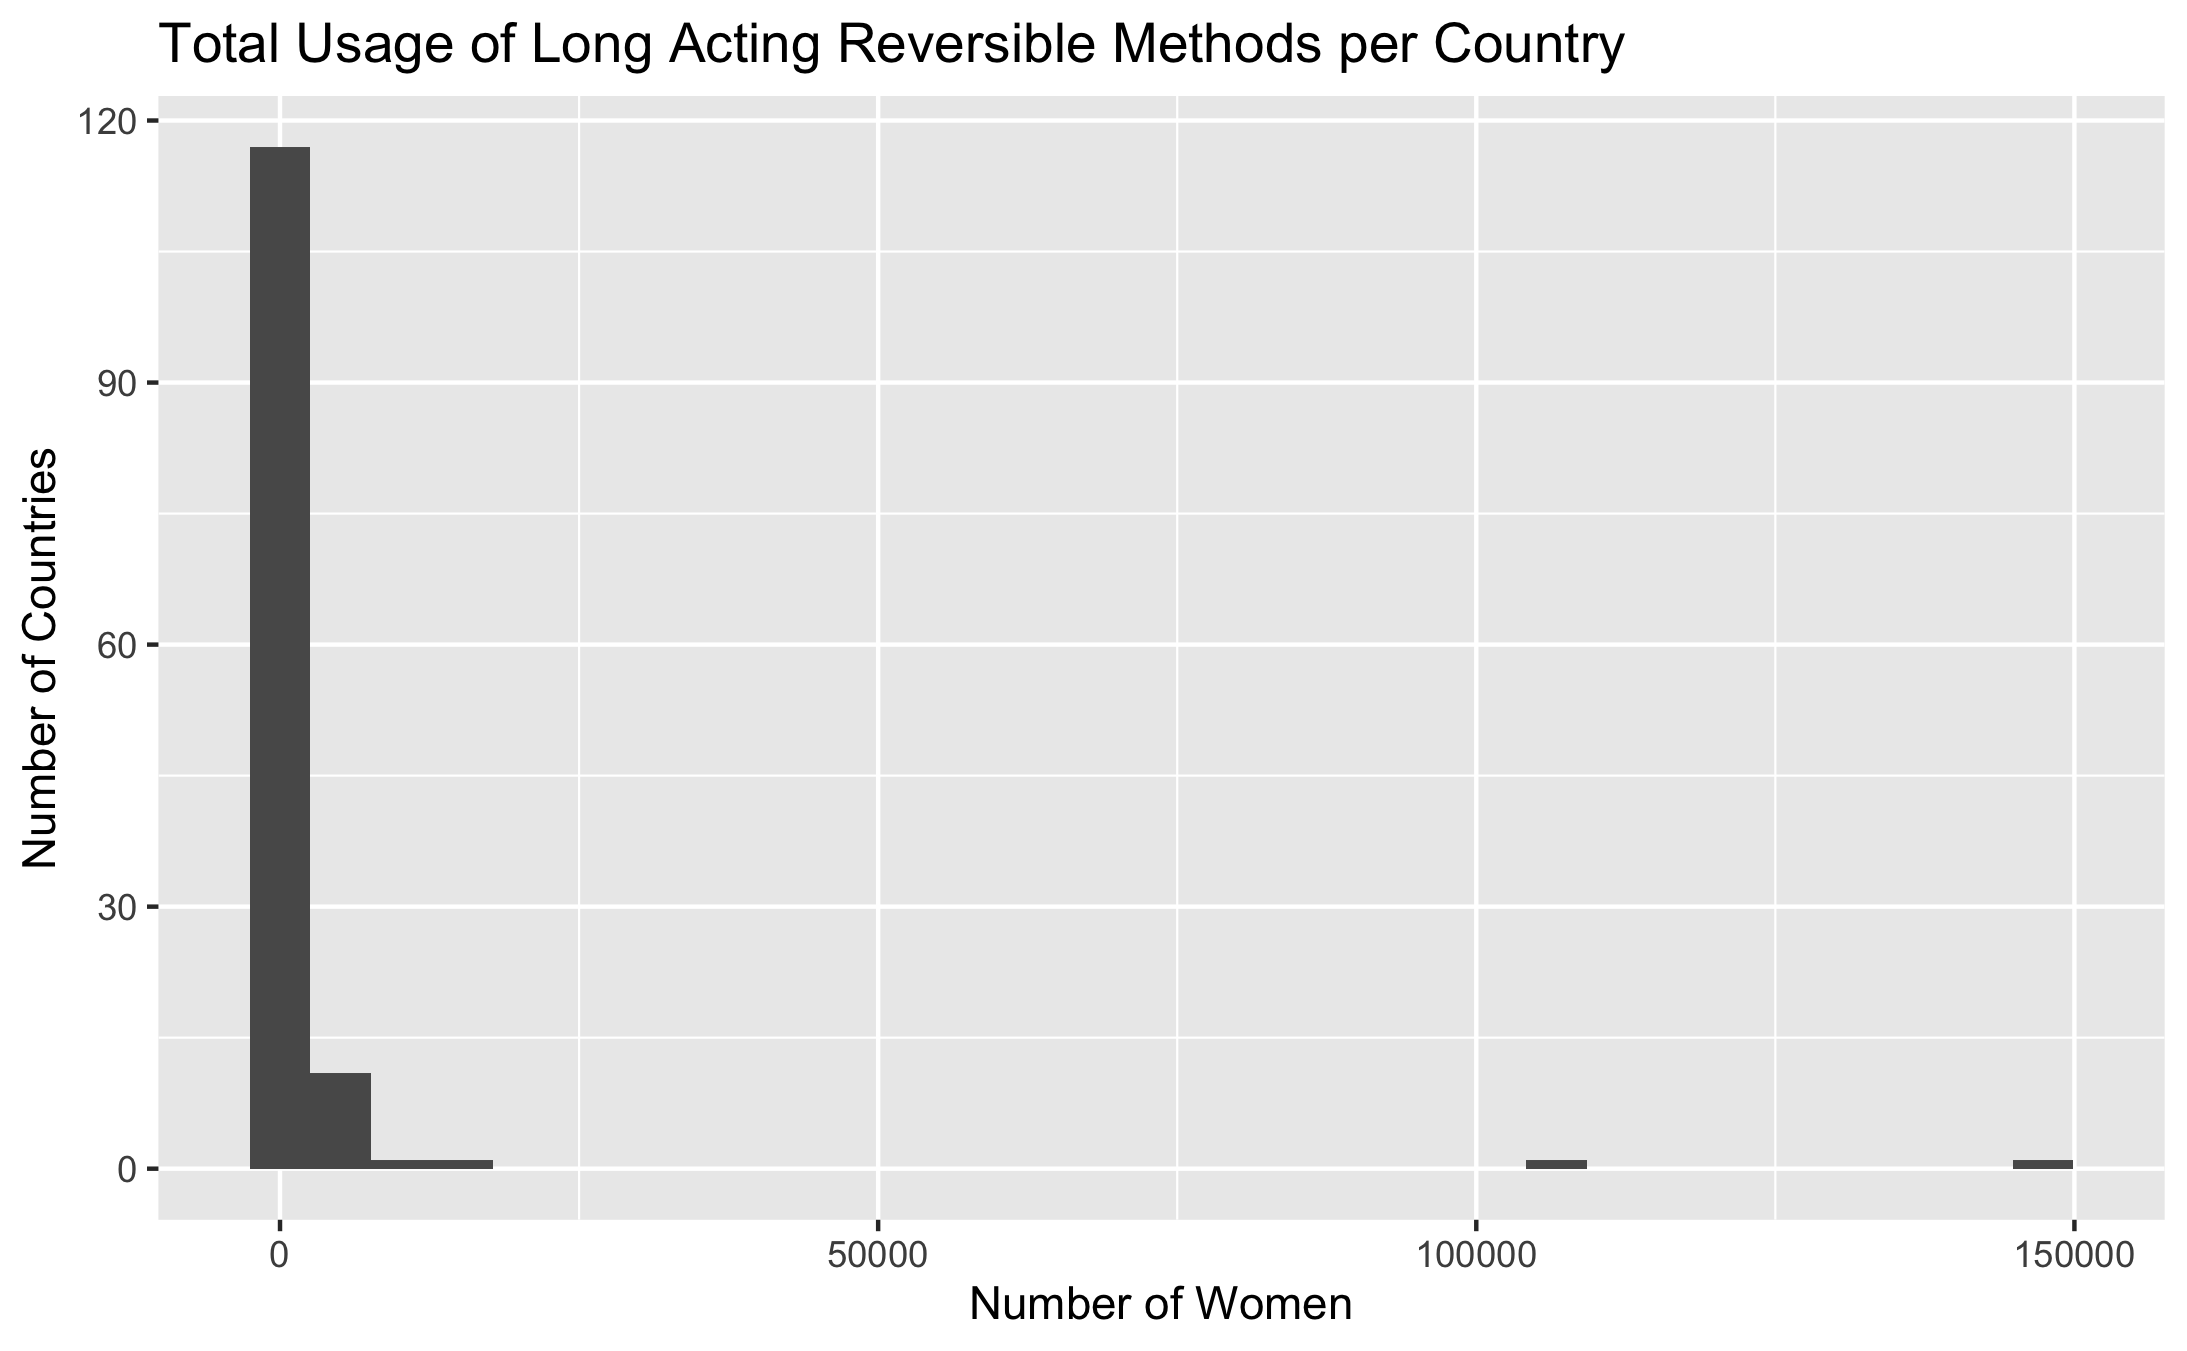 Total Usage of Long Acting Reversible Methods per Country
120
90
60
30
0
Number of Countries
0 50000 100000 150000
Number of Women